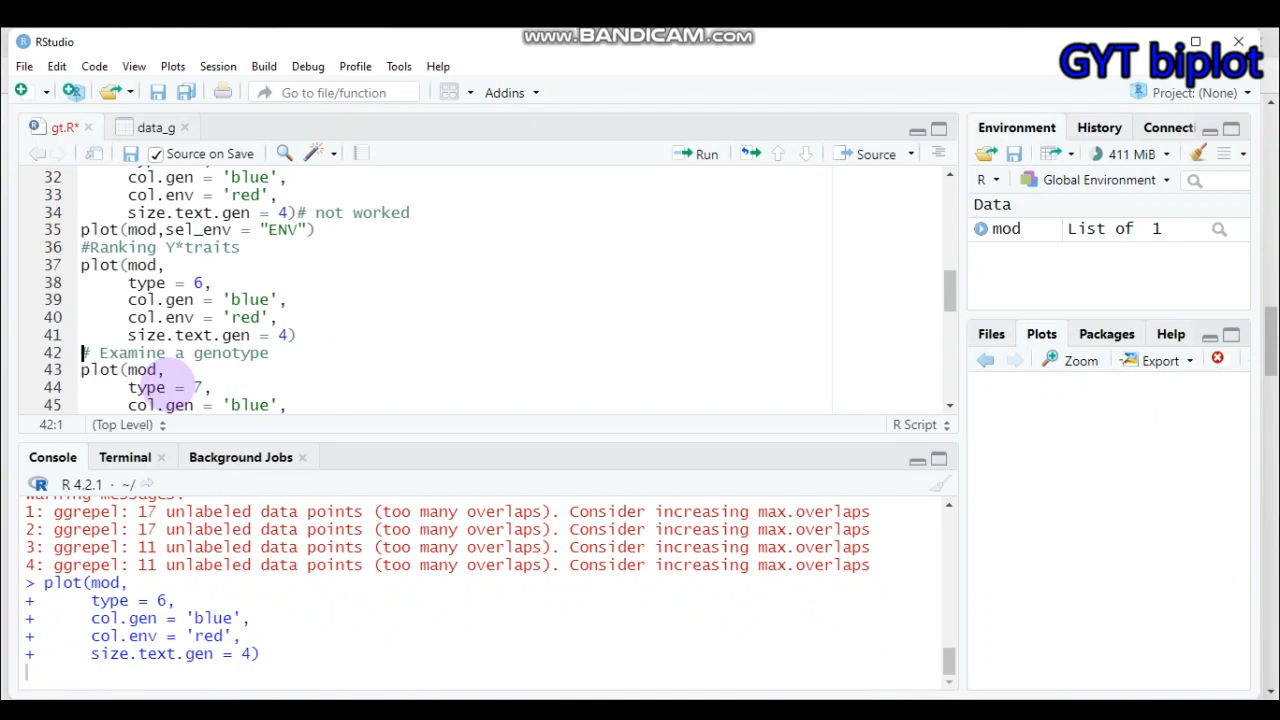 www.BANDICAM.com
RStudio
GYT biplot
File Edit Code View Plots Session Build Debug Profile Tools Help
Go to file/function Addins Project: (None)
gt.R* data_g
Environment History Connecti
Source on Save Run Source
411 MiB
R Global Environment
32 col.gen = 'blue',
33 col.env = 'red',
34 size.text.gen = 4)# not worked
35 plot(mod,sel_env = "ENV")
36 #Ranking Y*traits
37 plot(mod,
38 type = 6,
39 col.gen = 'blue',
40 col.env = 'red',
41 size.text.gen = 4)
42 # Examine a genotype
43 plot(mod,
44 type = 7,
45 col.gen = 'blue',
42:1 (Top Level) R Script
Data
mod List of 1
Files Plots Packages Help
Zoom Export
Console Terminal Background Jobs
R 4.2.1 · ~/
Warning messages:
1: ggrepel: 17 unlabeled data points (too many overlaps). Consider increasing max.overlaps
2: ggrepel: 17 unlabeled data points (too many overlaps). Consider increasing max.overlaps
3: ggrepel: 11 unlabeled data points (too many overlaps). Consider increasing max.overlaps
4: ggrepel: 11 unlabeled data points (too many overlaps). Consider increasing max.overlaps
> plot(mod,
+ type = 6,
+ col.gen = 'blue',
+ col.env = 'red',
+ size.text.gen = 4)